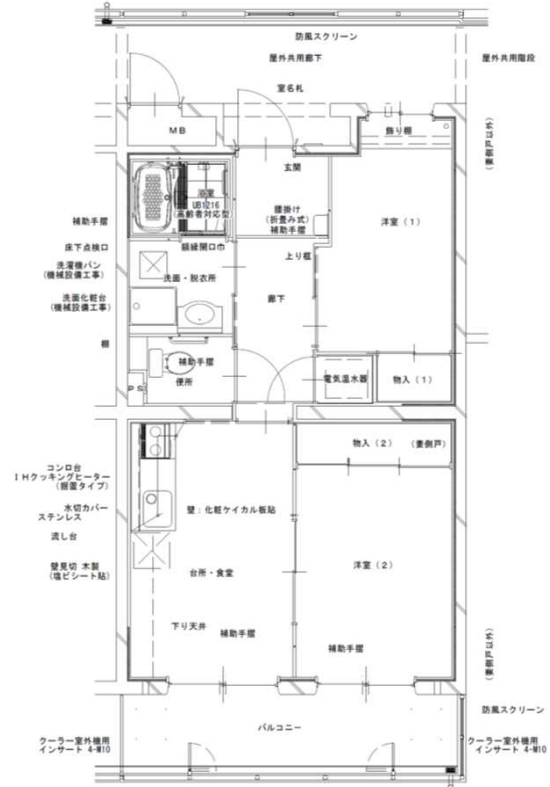 防風スクリーン
屋外共用廊下
屋外共用階段
室名札
MB
飾り棚
(妻側戸以外)
玄関
浴室
UB1216
(高齢者対応型)
腰掛け
(折畳み式)
補助手摺
洋室(1)
補助手摺
額縁開口巾
床下点検口
上り框
洗濯機パン
(機械設備工事)
洗面・脱衣所
洗面化粧台
(機械設備工事)
廊下
棚
補助手摺
便所
PS
電気温水器
物入(1)
物入(2)
(妻側戸)
コンロ台
IHクッキングヒーター
(据置タイプ)
水切カバー
ステンレス
壁:化粧ケイカル板貼
流し台
壁見切 木製
(塩ビシート貼)
台所・食堂
洋室(2)
下り天井
補助手摺
補助手摺
(妻側戸以外)
防風スクリーン
バルコニー
クーラー室外機用
インサート 4-M10
クーラー室外機用
インサート 4-M10